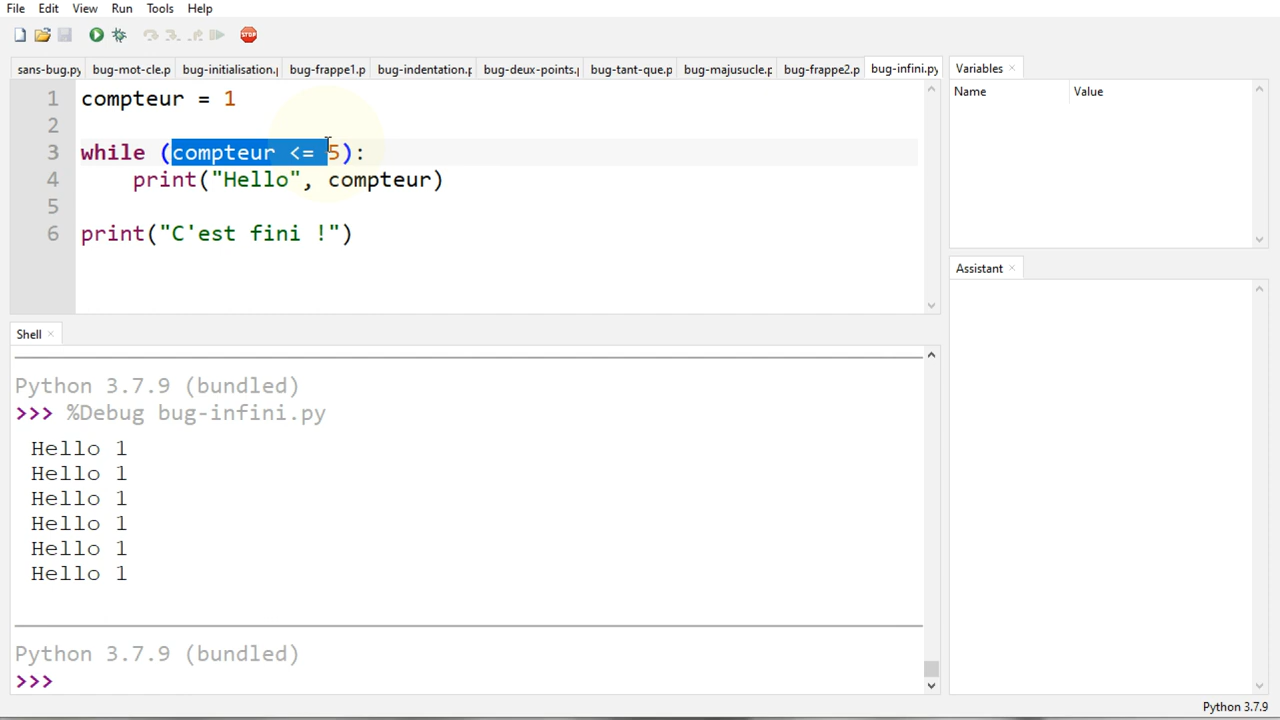 File Edit View Run Tools Help
STOP
sans-bug.py bug-mot-cle.p bug-initialisation. bug-frappe1.p bug-indentation.p bug-deux-points. bug-tant-que.p bug-majusucle.p bug-frappe2.p bug-infini.py
Variables
Name Value
1 compteur = 1
2
3 while (compteur <= 5):
4 print("Hello", compteur)
5
6 print("C'est fini !")
Assistant
Shell
Python 3.7.9 (bundled)
>>> %Debug bug-infini.py
Hello 1
Hello 1
Hello 1
Hello 1
Hello 1
Hello 1
Python 3.7.9 (bundled)
>>>
Python 3.7.9